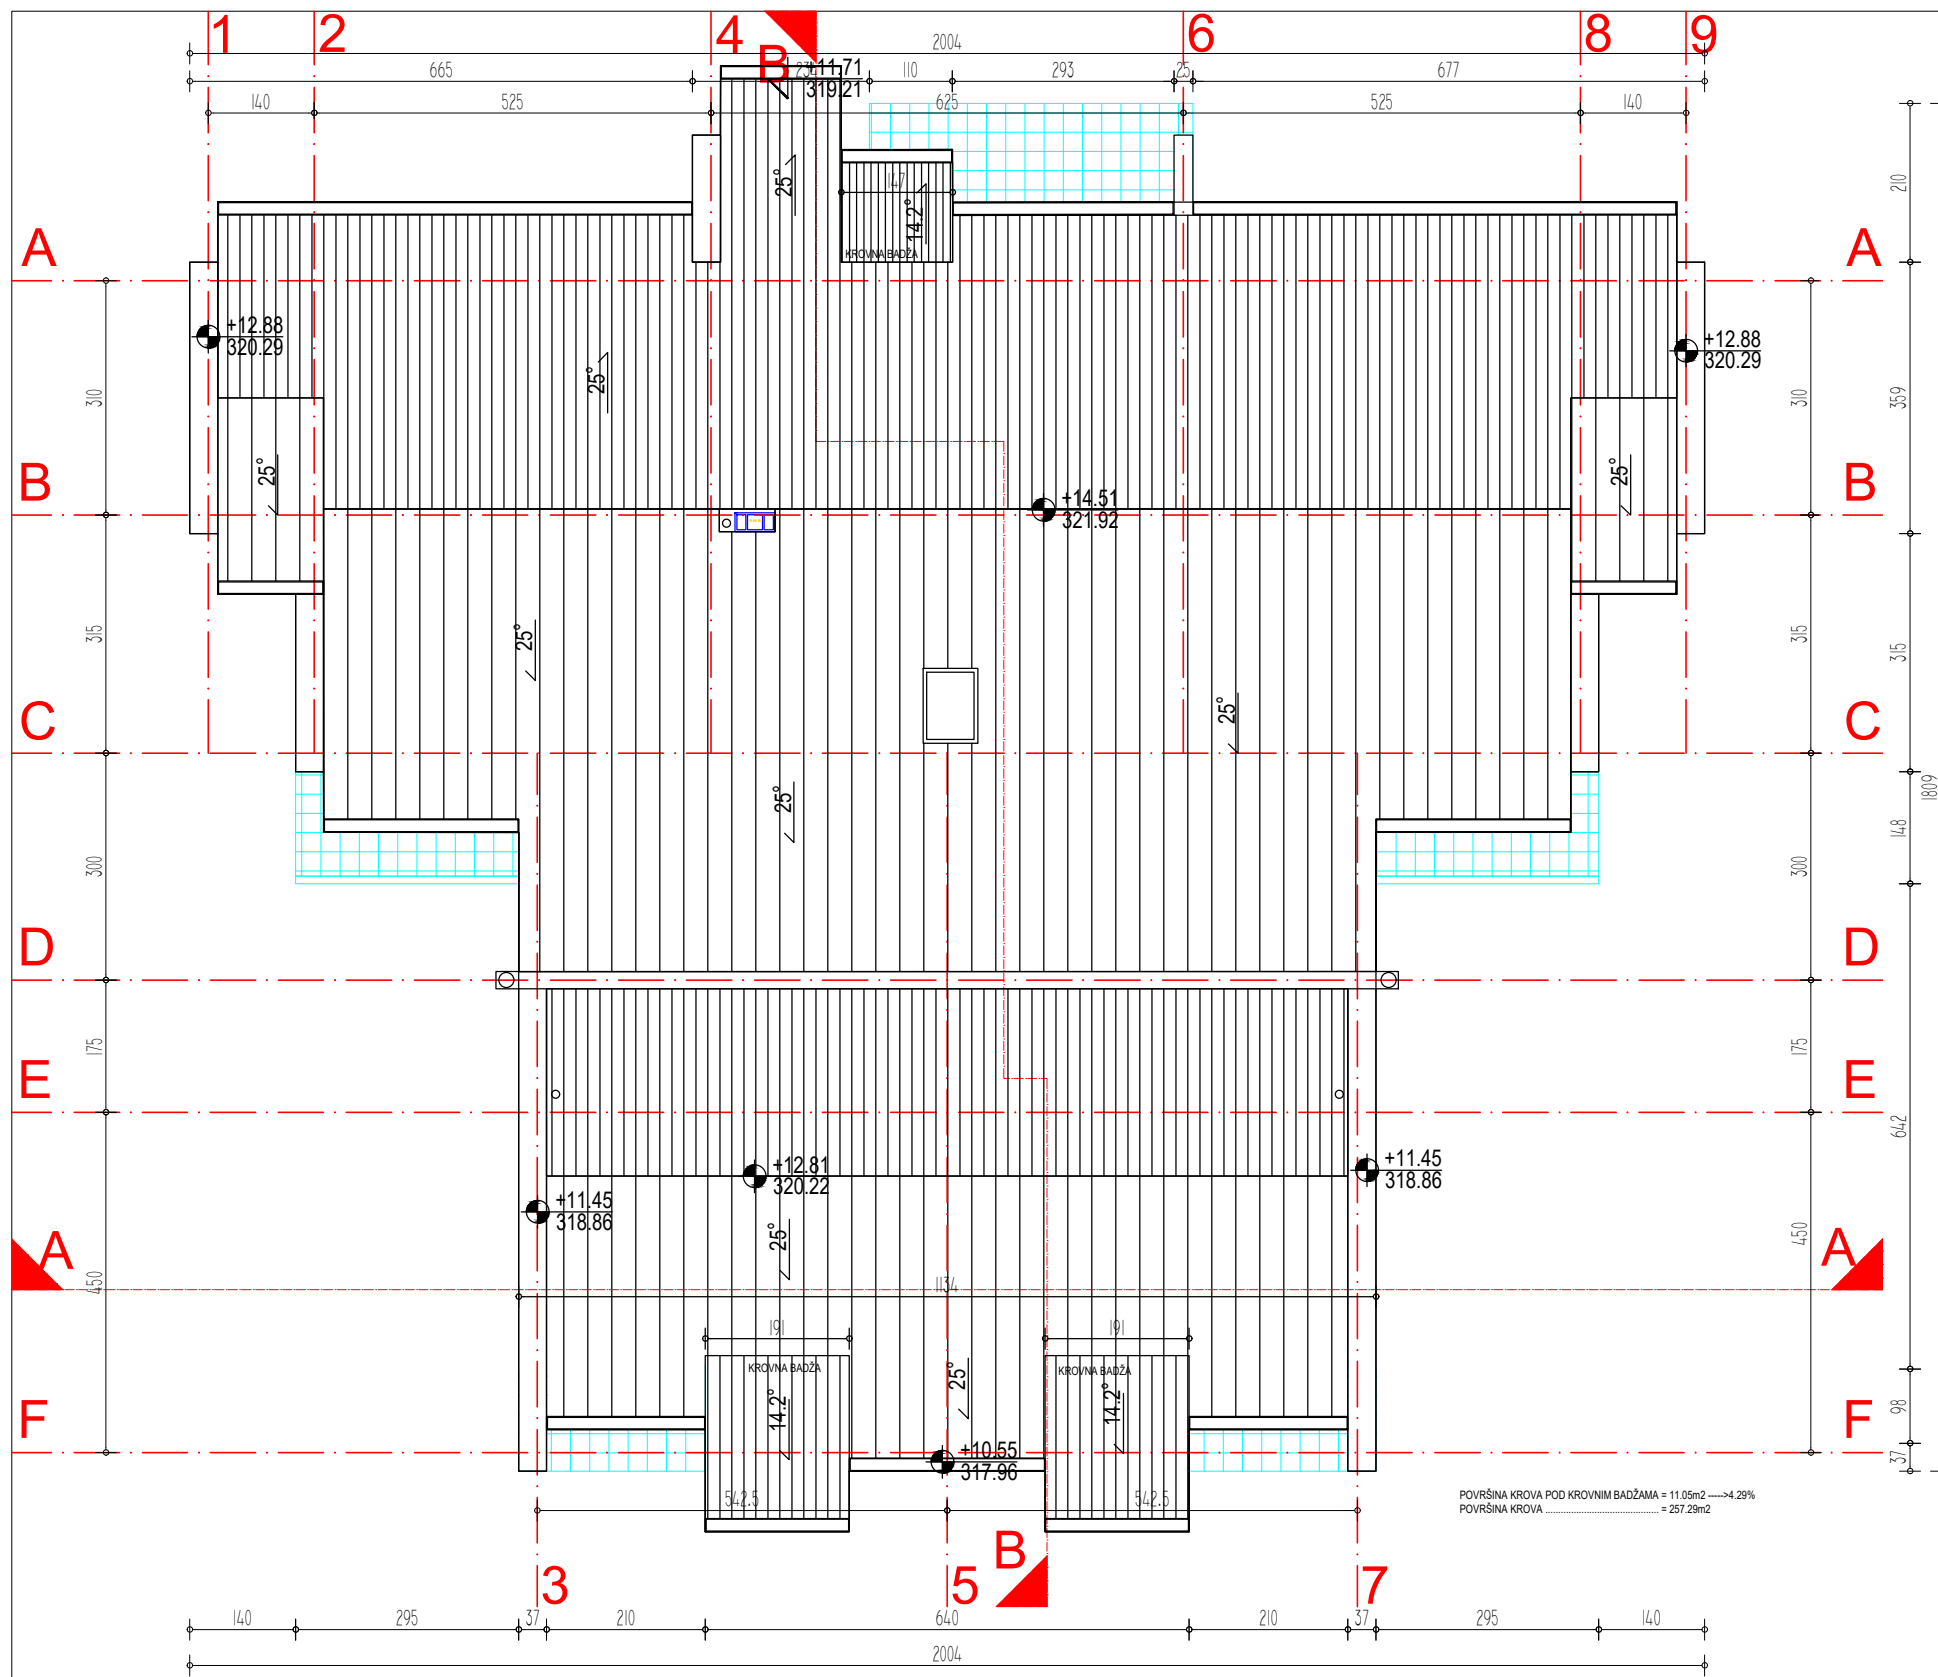 1 2 4 6 8 9
B
2004
665 110 293 25 677
+11.71
319.21
140 525 625 525 140
210
25°
147
14.2°
KROVNA BADŽA
A A
+12.88
320.29
+12.88
320.29
310 25° 310 359
25° 25°
B B
+14.51
321.92
315 25° 315 315
25°
C C
25°
1809
148
300 300
D D
175 175
E E
642
+12.81
320.22
+11.45
318.86
+11.45
318.86
25°
A A
450 450
1134
191 191
KROVNA BADŽA KROVNA BADŽA
25°
14.2° 14.2°
98
F F
+10.55
317.96
37
542.5 542.5
POVRŠINA KROVA POD KROVNIM BADŽAMA = 11.05m2 ----->4.29%
POVRŠINA KROVA ............................................ = 257.29m2
B
3 5 7
140 295 37 210 640 210 37 295 140
2004